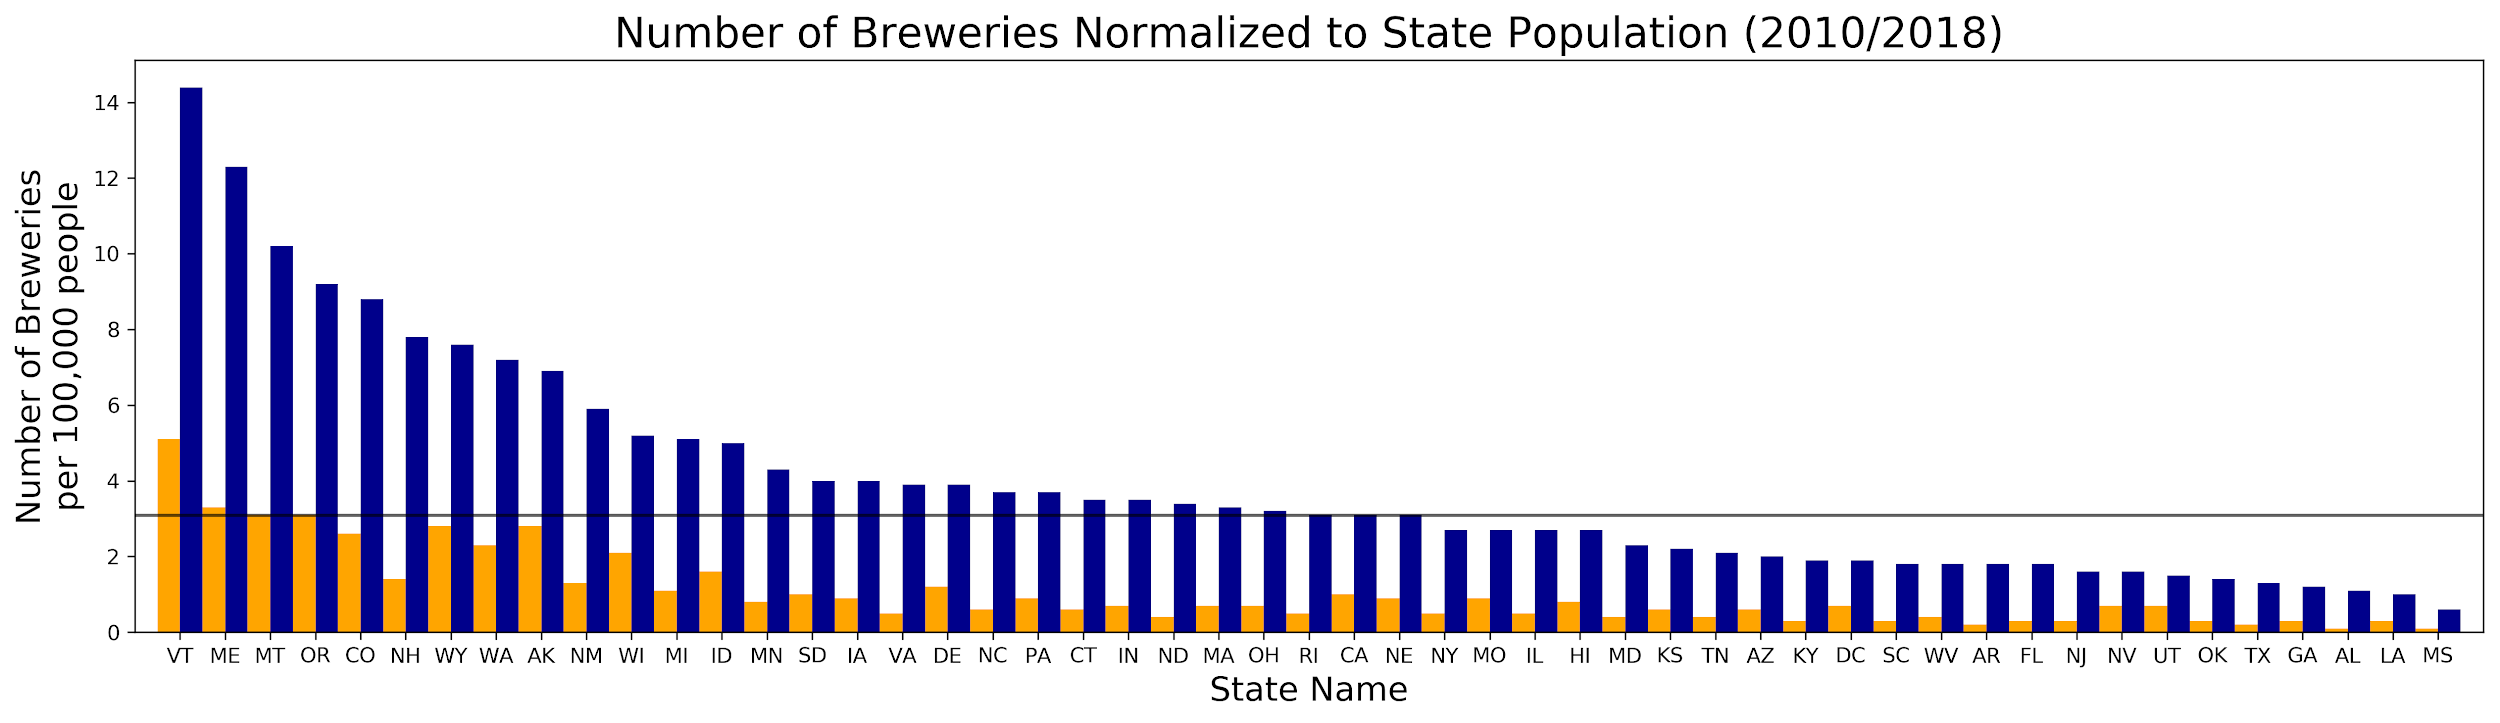 Number of Breweries Normalized to State Population (2010/2018)
Number of Breweries
per 100,000 people
14
12
10
8
6
4
2
0
VT ME MT OR CO NH WY WA AK NM WI MI ID MN SD IA VA DE NC PA CT IN ND MA OH RI CA NE NY MO IL HI MD KS TN AZ KY DC SC WV AR FL NJ NV UT OK TX GA AL LA MS
State Name